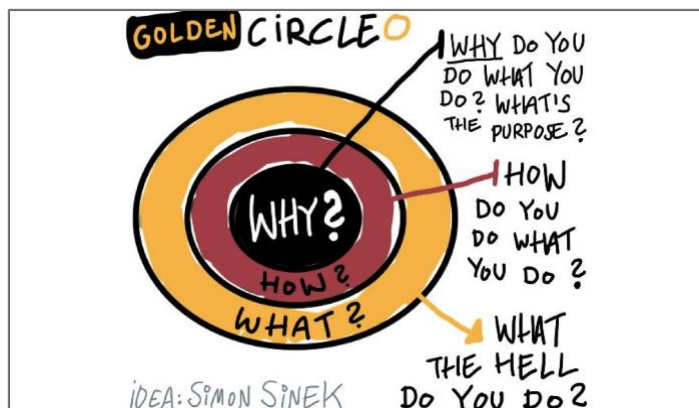 GOLDEN CiRCLE
WHY DO YOU
DO WHAT YOU
DO? WHAT'S
THE PURPOSE?
WHY?
HOW?
WHAT?
HOW
DO YOU
DO WHAT
YOU DO?
WHAT
THE HELL
DO YOU DO?
iDEA: SiMON SiNEK